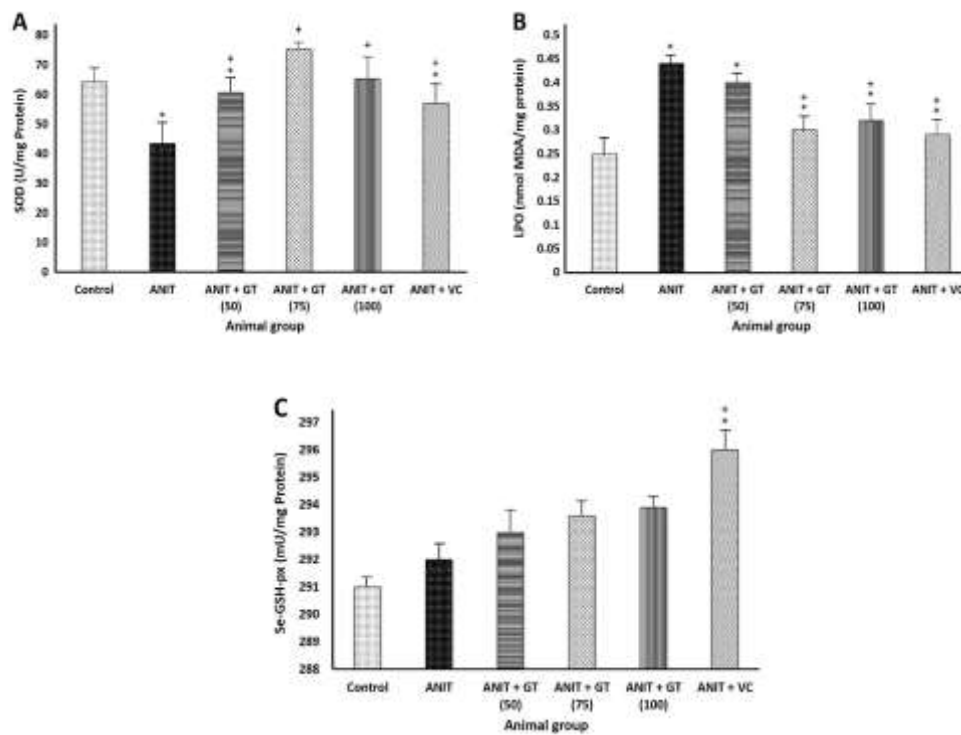 A
SOD (U/mg Protein)
80
70
60
50
40
30
20
10
0
+
+
+
*
+
*
*
Control
ANIT
ANIT + GT (50)
ANIT + GT (75)
ANIT + GT (100)
ANIT + VC
Animal group
B
LPO (nmol MDA/mg protein)
0.5
0.45
0.4
0.35
0.3
0.25
0.2
0.15
0.1
0.05
0
*
*
+
*
+
*
+
*
Control
ANIT
ANIT + GT (50)
ANIT + GT (75)
ANIT + GT (100)
ANIT + VC
Animal group
C
Se-GSH-px (mU/mg Protein)
297
296
295
294
293
292
291
290
289
288
+
*
Control
ANIT
ANIT + GT (50)
ANIT + GT (75)
ANIT + GT (100)
ANIT + VC
Animal group